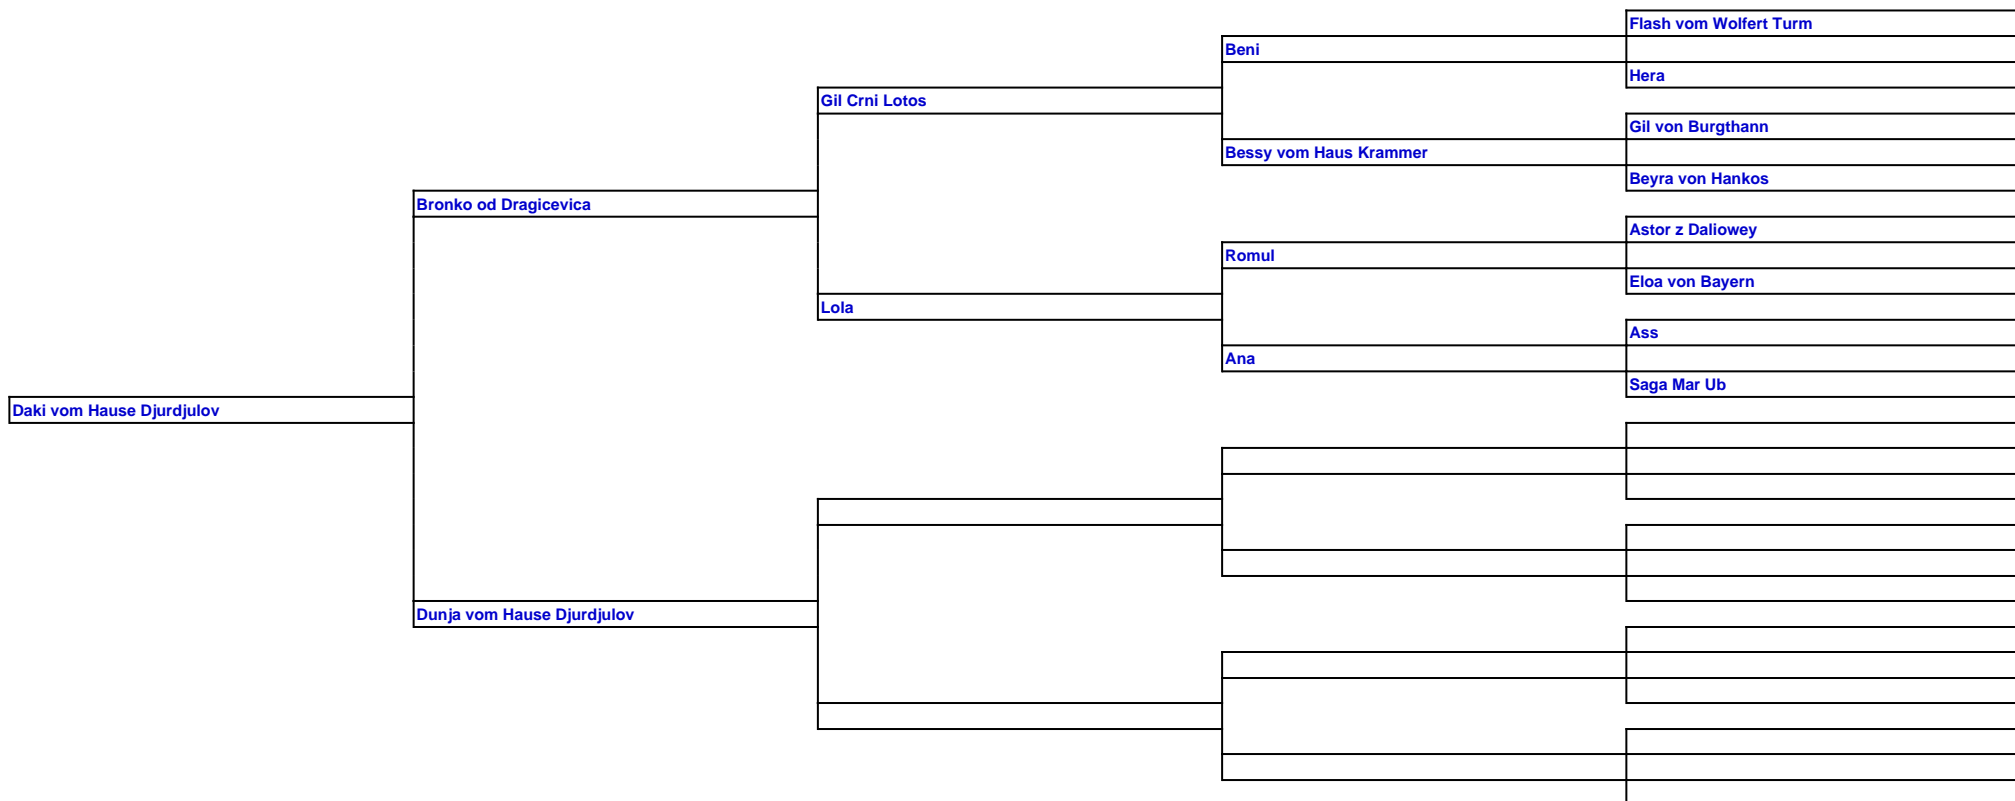 Flash vom Wolfert Turm
Beni
Hera
Gil Crni Lotos
Gil von Burgthann
Bessy vom Haus Krammer
Beyra von Hankos
Bronko od Dragicevica
Astor z Daliowey
Romul
Eloa von Bayern
Lola
Ass
Ana
Saga Mar Ub
Daki vom Hause Djurdjulov
Dunja vom Hause Djurdjulov